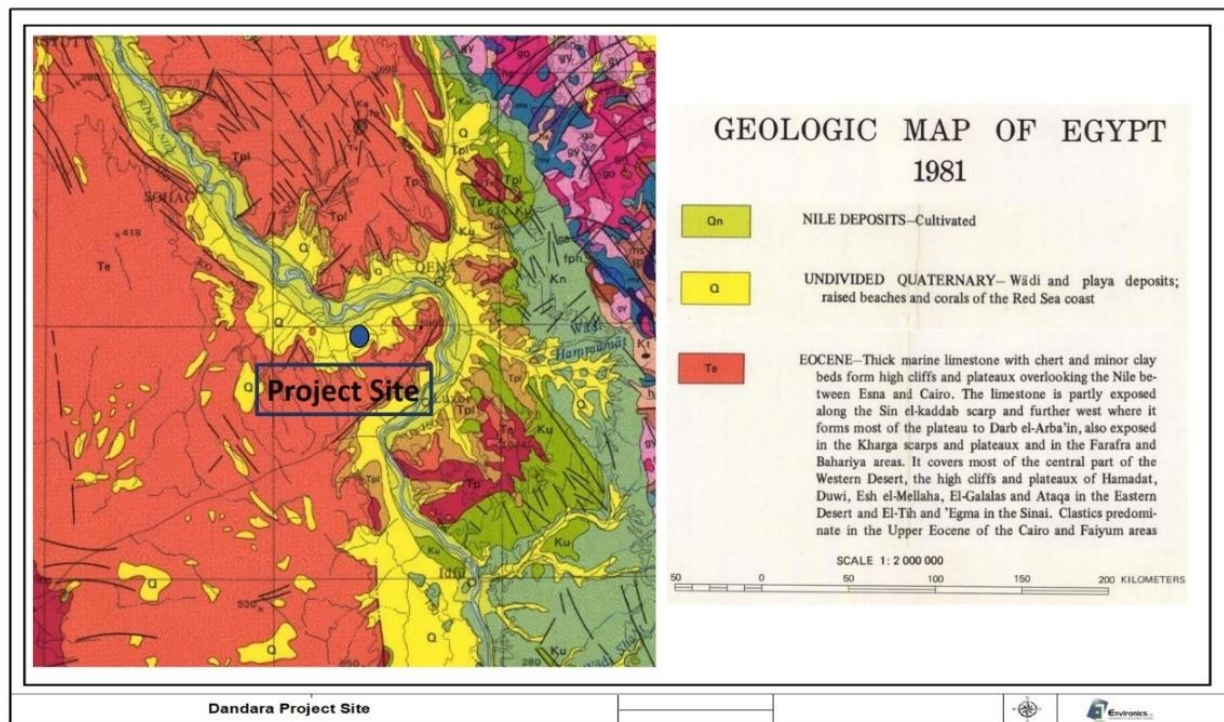 GEOLOGIC MAP OF EGYPT
1981
Qn
NILE DEPOSITS—Cultivated
Q
UNDIVIDED QUATERNARY— Wādi and playa deposits;
raised beaches and corals of the Red Sea coast
Te
EOCENE—Thick marine limestone with chert and minor clay
beds form high cliffs and plateaux overlooking the Nile be-
tween Esna and Cairo. The limestone is partly exposed
along the Sin el-kaddab scarp and further west where it
forms most of the plateau to Darb el-Arba'in, also exposed
in the Kharga scarps and plateaux and in the Farafra and
Bahariya areas. It covers most of the central part of the
Western Desert, the high cliffs and plateaux of Hamadat,
Duwi, Esh el-Mellaha, El-Galalas and Ataqa in the Eastern
Desert and El-Tih and 'Egma in the Sinai. Clastics predomi-
nate in the Upper Eocene of the Cairo and Faiyum areas
SCALE 1: 2 000 000
50 0 50 100 150 200 KILOMETERS
SOHAG
QENA
Wādi
Hammāmāt
Project Site
Luxor
Idfu
418
Te
Tpl
Q
Ku
Kn
Kt
Tp
fph
gy
go
280
Dandara Project Site
Environics